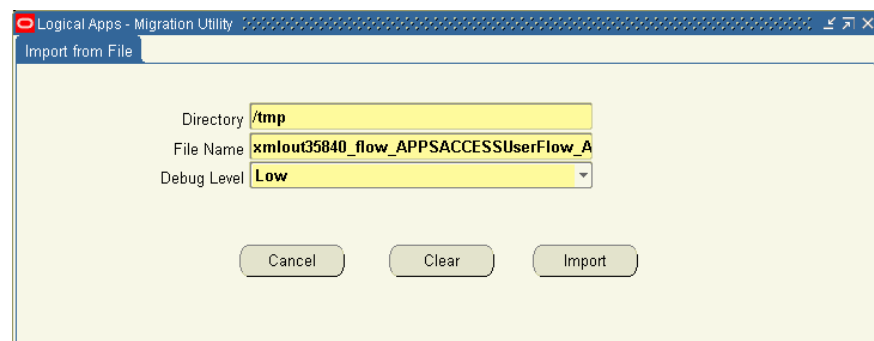 Logical Apps - Migration Utility
Import from File
Directory /tmp
File Name xmlout35840_flow_APPSACCESSUserFlow_A
Debug Level Low
Cancel Clear Import